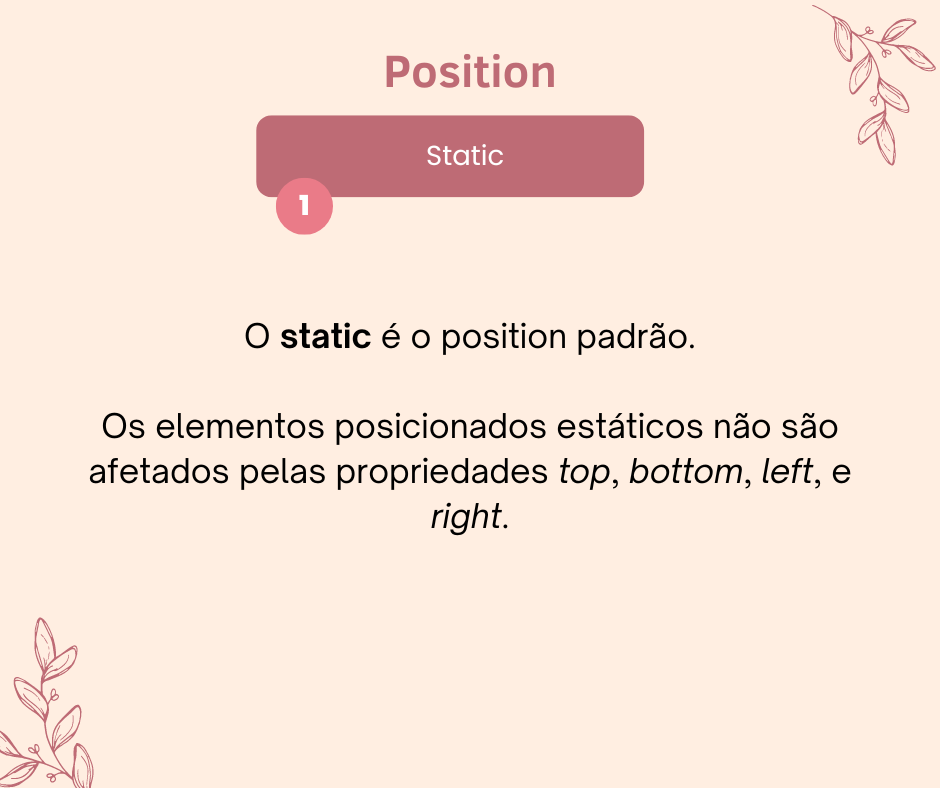 Position
Static
1
O static é o position padrão.
Os elementos posicionados estáticos não são
afetados pelas propriedades top, bottom, left, e
right.